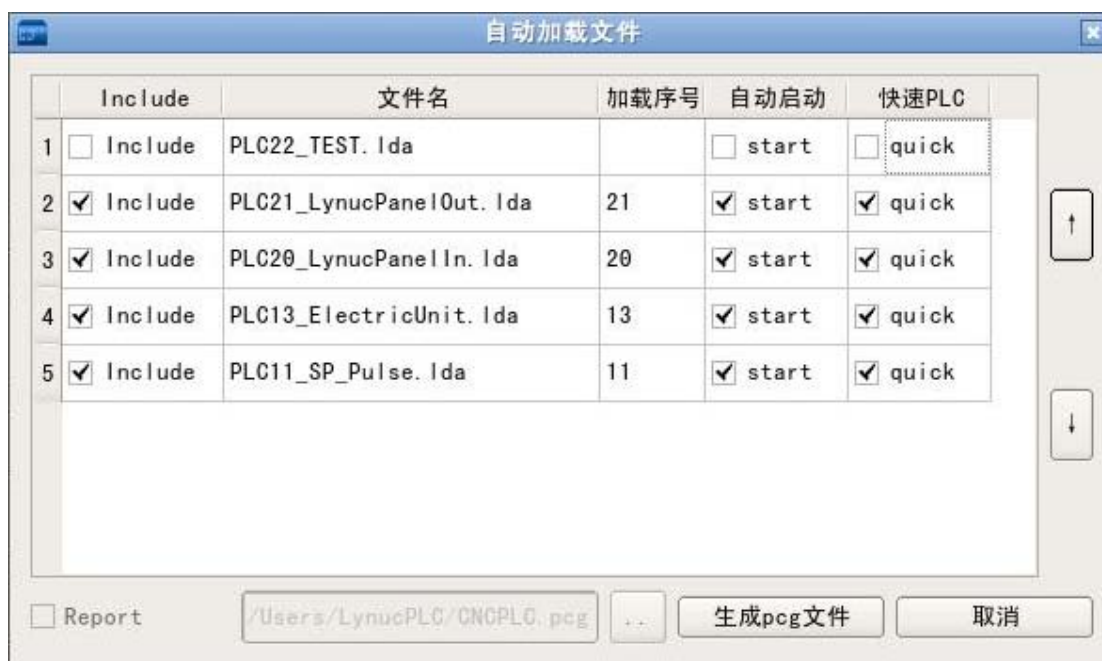 自动加载文件
Include 文件名 加载序号 自动启动 快速PLC
1 Include PLC22_TEST.lda start quick
2 Include PLC21_LynucPanelOut.lda 21 start quick
3 Include PLC20_LynucPanelIn.lda 20 start quick
4 Include PLC13_ElectricUnit.lda 13 start quick
5 Include PLC11_SP_Pulse.lda 11 start quick
↑
↓
Report /Users/LynucPLC/CNCPLC.pcg .. 生成pcg文件 取消